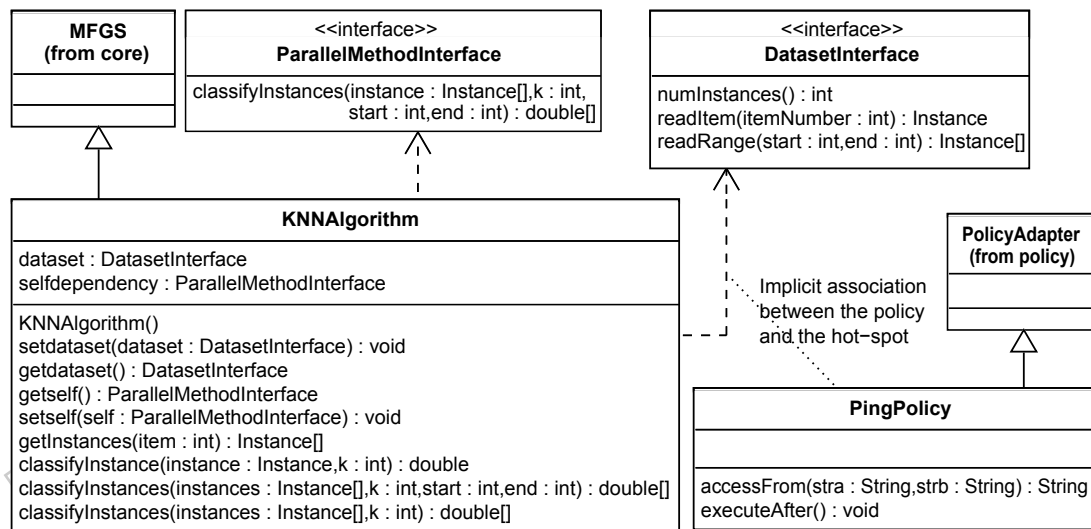 MFGS
(from core)
<<interface>>
ParallelMethodInterface
classifyInstances(instance : Instance[],k : int,
start : int,end : int) : double[]
<<interface>>
DatasetInterface
numInstances() : int
readItem(itemNumber : int) : Instance
readRange(start : int,end : int) : Instance[]
KNNAlgorithm
dataset : DatasetInterface
selfdependency : ParallelMethodInterface
KNNAlgorithm()
setdataset(dataset : DatasetInterface) : void
getdataset() : DatasetInterface
getself() : ParallelMethodInterface
setself(self : ParallelMethodInterface) : void
getInstances(item : int) : Instance[]
classifyInstance(instance : Instance,k : int) : double
classifyInstances(instances : Instance[],k : int,start : int,end : int) : double[]
classifyInstances(instances : Instance[],k : int) : double[]
Implicit association
between the policy
and the hot−spot
PolicyAdapter
(from policy)
PingPolicy
accessFrom(stra : String,strb : String) : String
executeAfter() : void